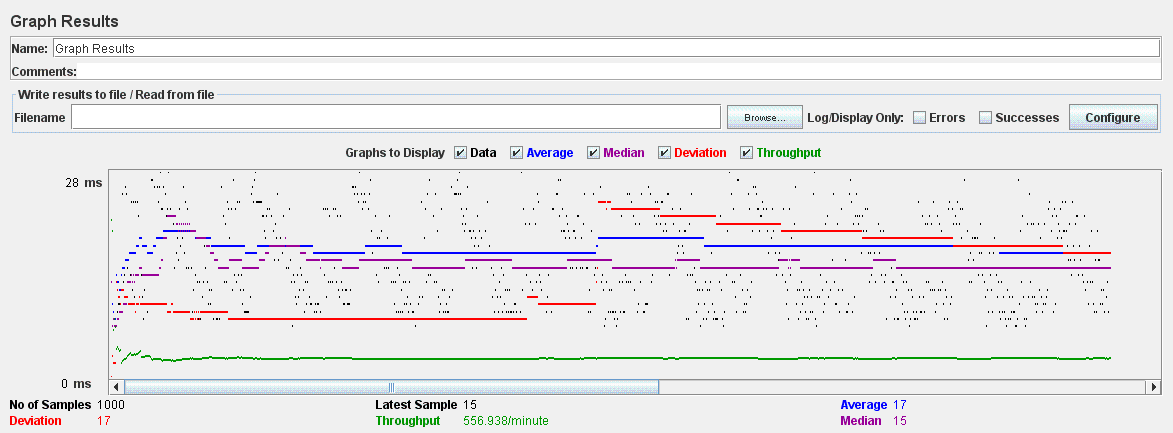 Graph Results
Name: Graph Results
Comments:
Write results to file / Read from file
Filename Browse... Log/Display Only: Errors Successes Configure
Graphs to Display Data Average Median Deviation Throughput
28 ms
0 ms
No of Samples 1000 Latest Sample 15 Average 17
Deviation 17 Throughput 556.938/minute Median 15